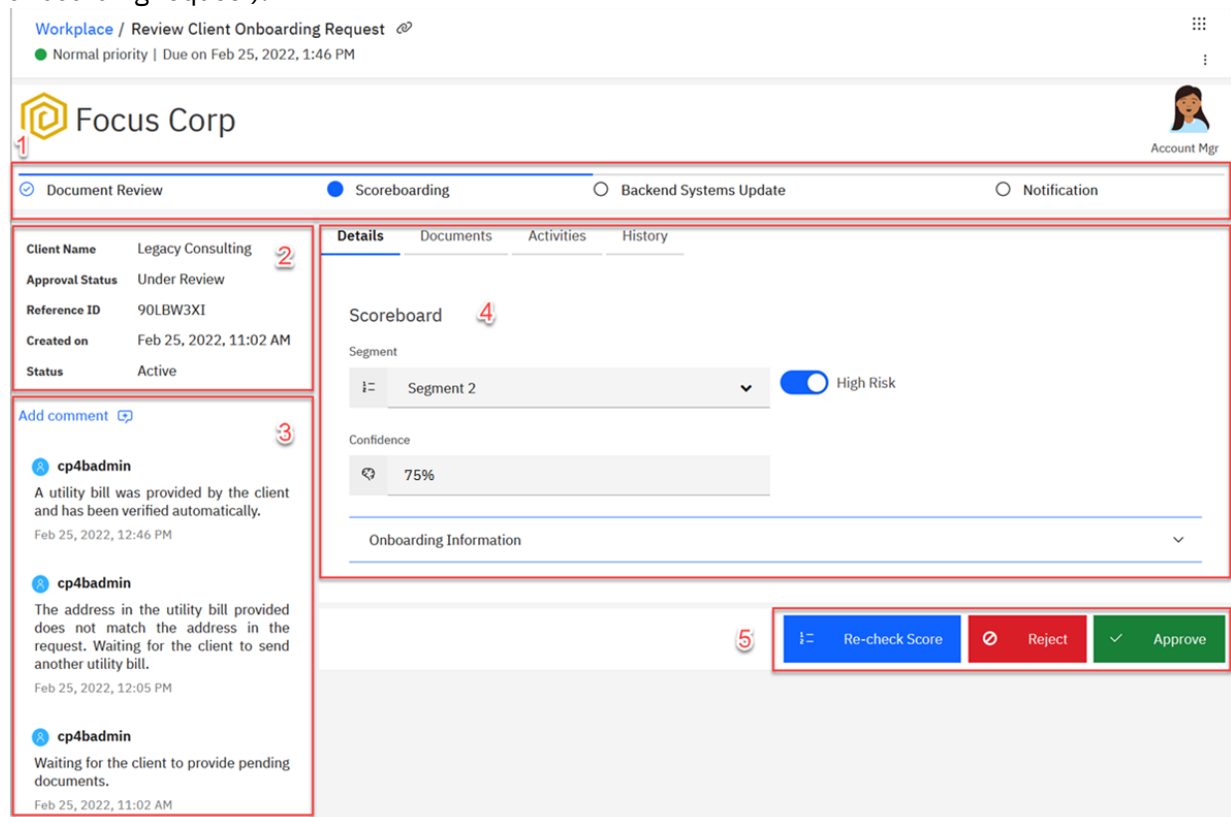 Workplace / Review Client Onboarding Request
Normal priority | Due on Feb 25, 2022, 1:46 PM
Focus Corp
Account Mgr
1
Document Review
Scoreboarding
Backend Systems Update
Notification
2
Client Name Legacy Consulting
Approval Status Under Review
Reference ID 90LBW3XI
Created on Feb 25, 2022, 11:02 AM
Status Active
3
Add comment
cp4badmin
A utility bill was provided by the client
and has been verified automatically.
Feb 25, 2022, 12:46 PM
cp4badmin
The address in the utility bill provided
does not match the address in the
request. Waiting for the client to send
another utility bill.
Feb 25, 2022, 12:05 PM
cp4badmin
Waiting for the client to provide pending
documents.
Feb 25, 2022, 11:02 AM
Details Documents Activities History
Scoreboard 4
Segment
Segment 2
High Risk
Confidence
75%
Onboarding Information
5
Re-check Score
Reject
Approve